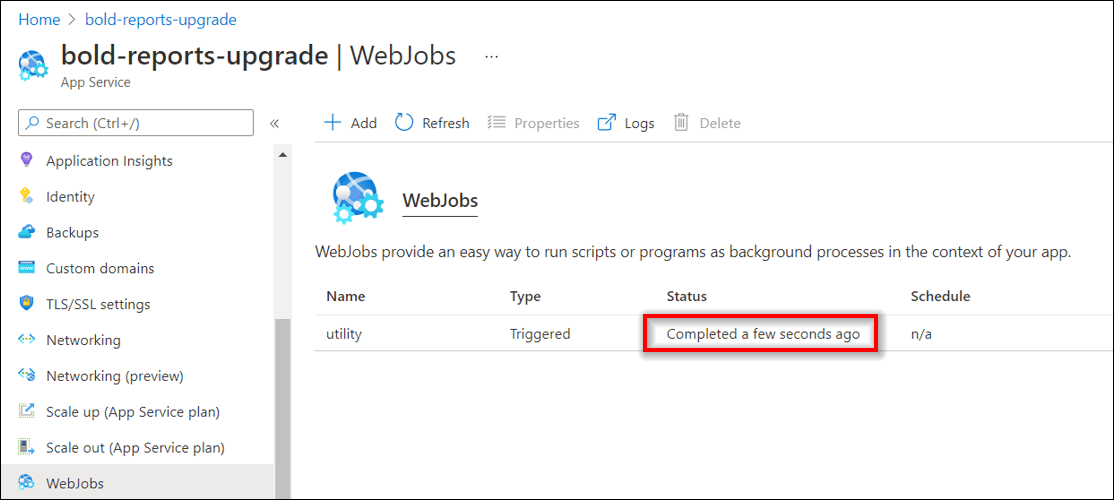 Home > bold-reports-upgrade
bold-reports-upgrade | WebJobs ...
App Service
Search (Ctrl+/)
«
Add Refresh Properties Logs Delete
Application Insights
Identity
Backups
Custom domains
TLS/SSL settings
Networking
Networking (preview)
Scale up (App Service plan)
Scale out (App Service plan)
WebJobs
WebJobs
WebJobs provide an easy way to run scripts or programs as background processes in the context of your app.
Name Type Status Schedule
utility Triggered Completed a few seconds ago n/a